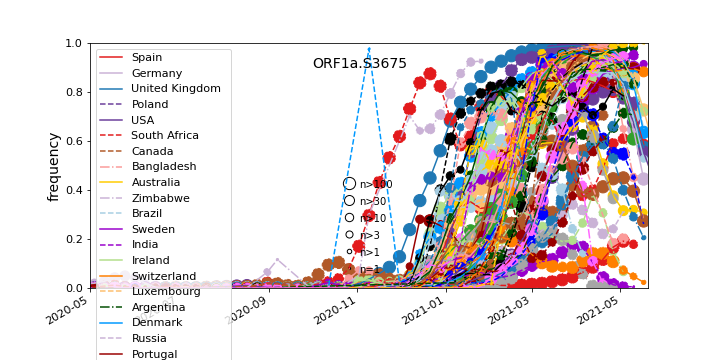 ORF1a.S3675
frequency
1.0
0.8
0.6
0.4
0.2
0.0
2020-05
2020-09
2020-11
2021-01
2021-03
2021-05
Spain
Germany
United Kingdom
Poland
USA
South Africa
Canada
Bangladesh
Australia
Zimbabwe
Brazil
Sweden
India
Ireland
Switzerland
Luxembourg
Argentina
Denmark
Russia
Portugal
n>100
n>30
n>10
n>3
n>1
n=1